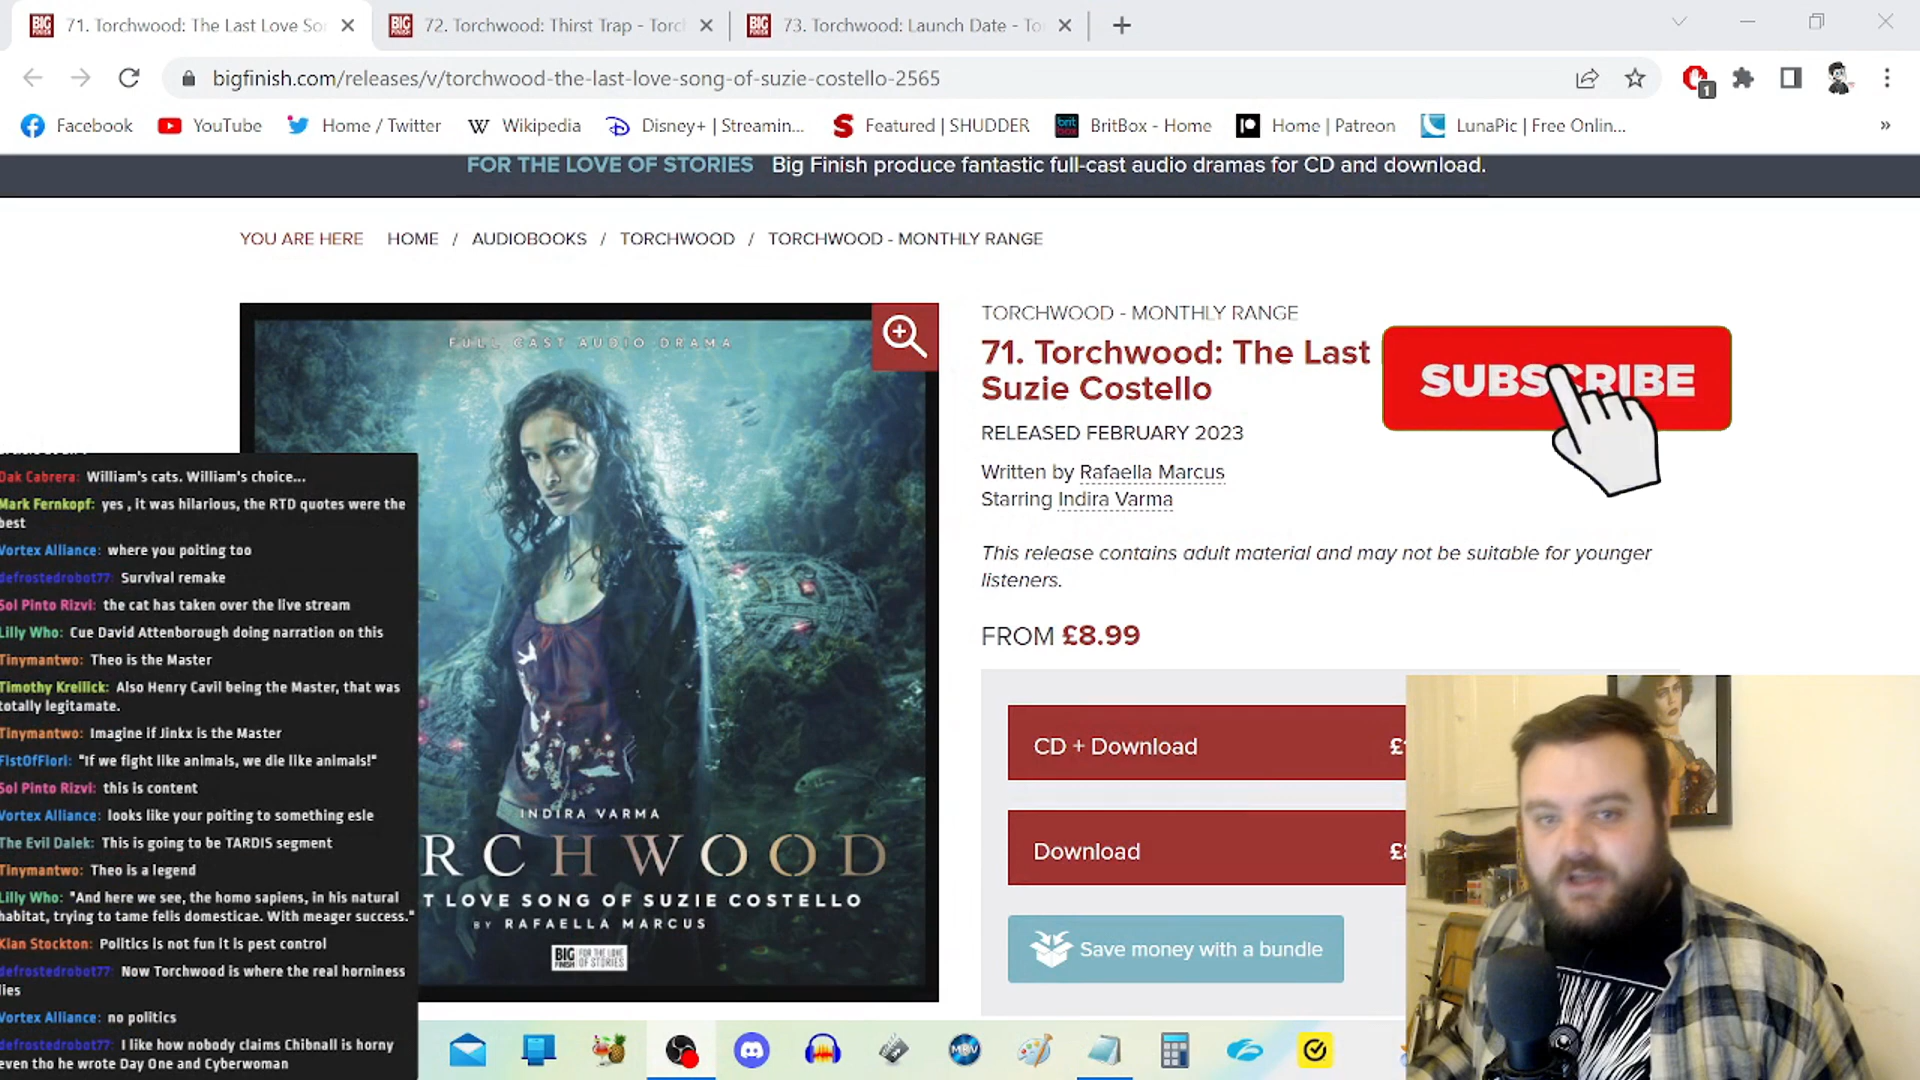 71. Torchwood: The Last Love So
72. Torchwood: Thirst Trap - Torc
73. Torchwood: Launch Date - To
bigfinish.com/releases/v/torchwood-the-last-love-song-of-suzie-costello-2565
1
Facebook
YouTube
Home / Twitter
Wikipedia
Disney+ | Streamin...
Featured | SHUDDER
BritBox - Home
Home | Patreon
LunaPic | Free Onlin...
FOR THE LOVE OF STORIES Big Finish produce fantastic full-cast audio dramas for CD and download.
YOU ARE HERE HOME / AUDIOBOOKS / TORCHWOOD / TORCHWOOD - MONTHLY RANGE
FULL CAST AUDIO DRAMA
INDIRA VARMA
RCHWOOD
T LOVE SONG OF SUZIE COSTELLO
BY RAFAELLA MARCUS
BIG FINISH FOR THE LOVE OF STORIES
TORCHWOOD - MONTHLY RANGE
71. Torchwood: The Last
Suzie Costello
SUBSCRIBE
RELEASED FEBRUARY 2023
Written by Rafaella Marcus
Starring Indira Varma
This release contains adult material and may not be suitable for younger
listeners.
FROM £8.99
CD + Download
Download
Save money with a bundle
Dak Cabrera: William's cats. William's choice...
Mark Fernkopf: yes , it was hilarious, the RTD quotes were the
best
Vortex Alliance: where you poiting too
defrostedrobot77: Survival remake
Sol Pinto Rizvi: the cat has taken over the live stream
Lilly Who: Cue David Attenborough doing narration on this
Tinymantwo: Theo is the Master
Timothy Krellick: Also Henry Cavil being the Master, that was
totally legitamate.
Tinymantwo: Imagine if Jinkx is the Master
FistOfFiori: "If we fight like animals, we die like animals!"
Sol Pinto Rizvi: this is content
Vortex Alliance: looks like your poiting to something esle
The Evil Dalek: This is going to be TARDIS segment
Tinymantwo: Theo is a legend
Lilly Who: "And here we see, the homo sapiens, in his natural
habitat, trying to tame felis domesticae. With meager success."
Kian Stockton: Politics is not fun it is pest control
defrostedrobot77: Now Torchwood is where the real horniness
lies
Vortex Alliance: no politics
defrostedrobot77: I like how nobody claims Chibnall is horny
even tho he wrote Day One and Cyberwoman